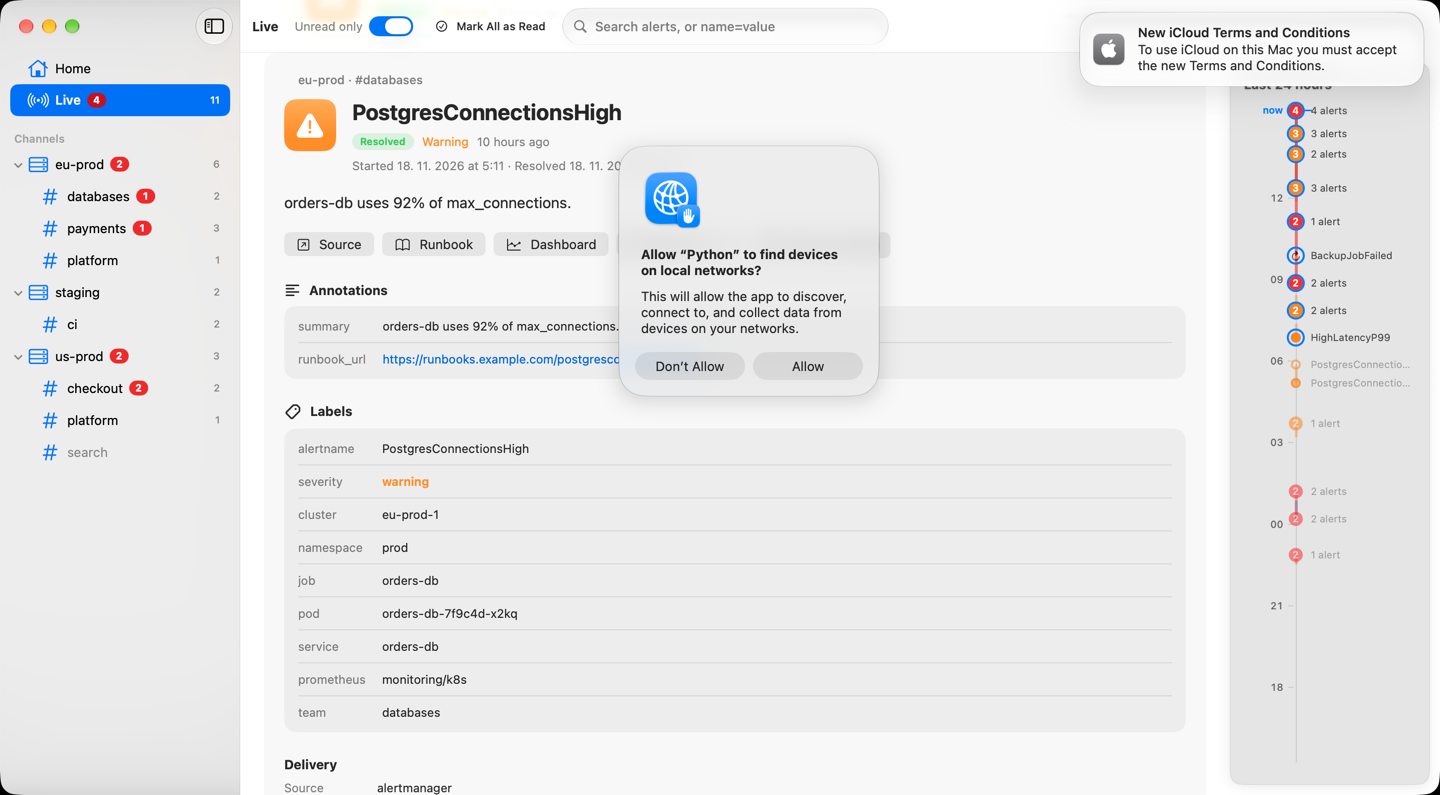 Live
Unread only
Mark All as Read
Search alerts, or name=value
New iCloud Terms and Conditions
To use iCloud on this Mac you must accept
the new Terms and Conditions.
Home
Live 4 11
Channels
eu-prod 2 6
databases 1 2
payments 1 3
platform 1
staging 2
ci 2
us-prod 2 3
checkout 2
platform 1
search
eu-prod · #databases
PostgresConnectionsHigh
Resolved Warning 10 hours ago
Started 18. 11. 2026 at 5:11 · Resolved 18. 11.
orders-db uses 92% of max_connections.
Source
Runbook
Dashboard
Annotations
summary orders-db uses 92% of max_connections.
runbook_url https://runbooks.example.com/postgresco
Labels
alertname PostgresConnectionsHigh
severity warning
cluster eu-prod-1
namespace prod
job orders-db
pod orders-db-7f9c4d-x2kq
service orders-db
prometheus monitoring/k8s
team databases
Delivery
Source alertmanager
Allow “Python” to find devices
on local networks?
This will allow the app to discover,
connect to, and collect data from
devices on your networks.
Don’t Allow
Allow
Last 24 hours
now 4 4 alerts
3 3 alerts
3 2 alerts
3 3 alerts
12
2 1 alert
BackupJobFailed
09 2 2 alerts
2 2 alerts
HighLatencyP99
06 PostgresConnectio...
PostgresConnectio...
2 1 alert
03
2 2 alerts
00 2 2 alerts
2 1 alert
21
18